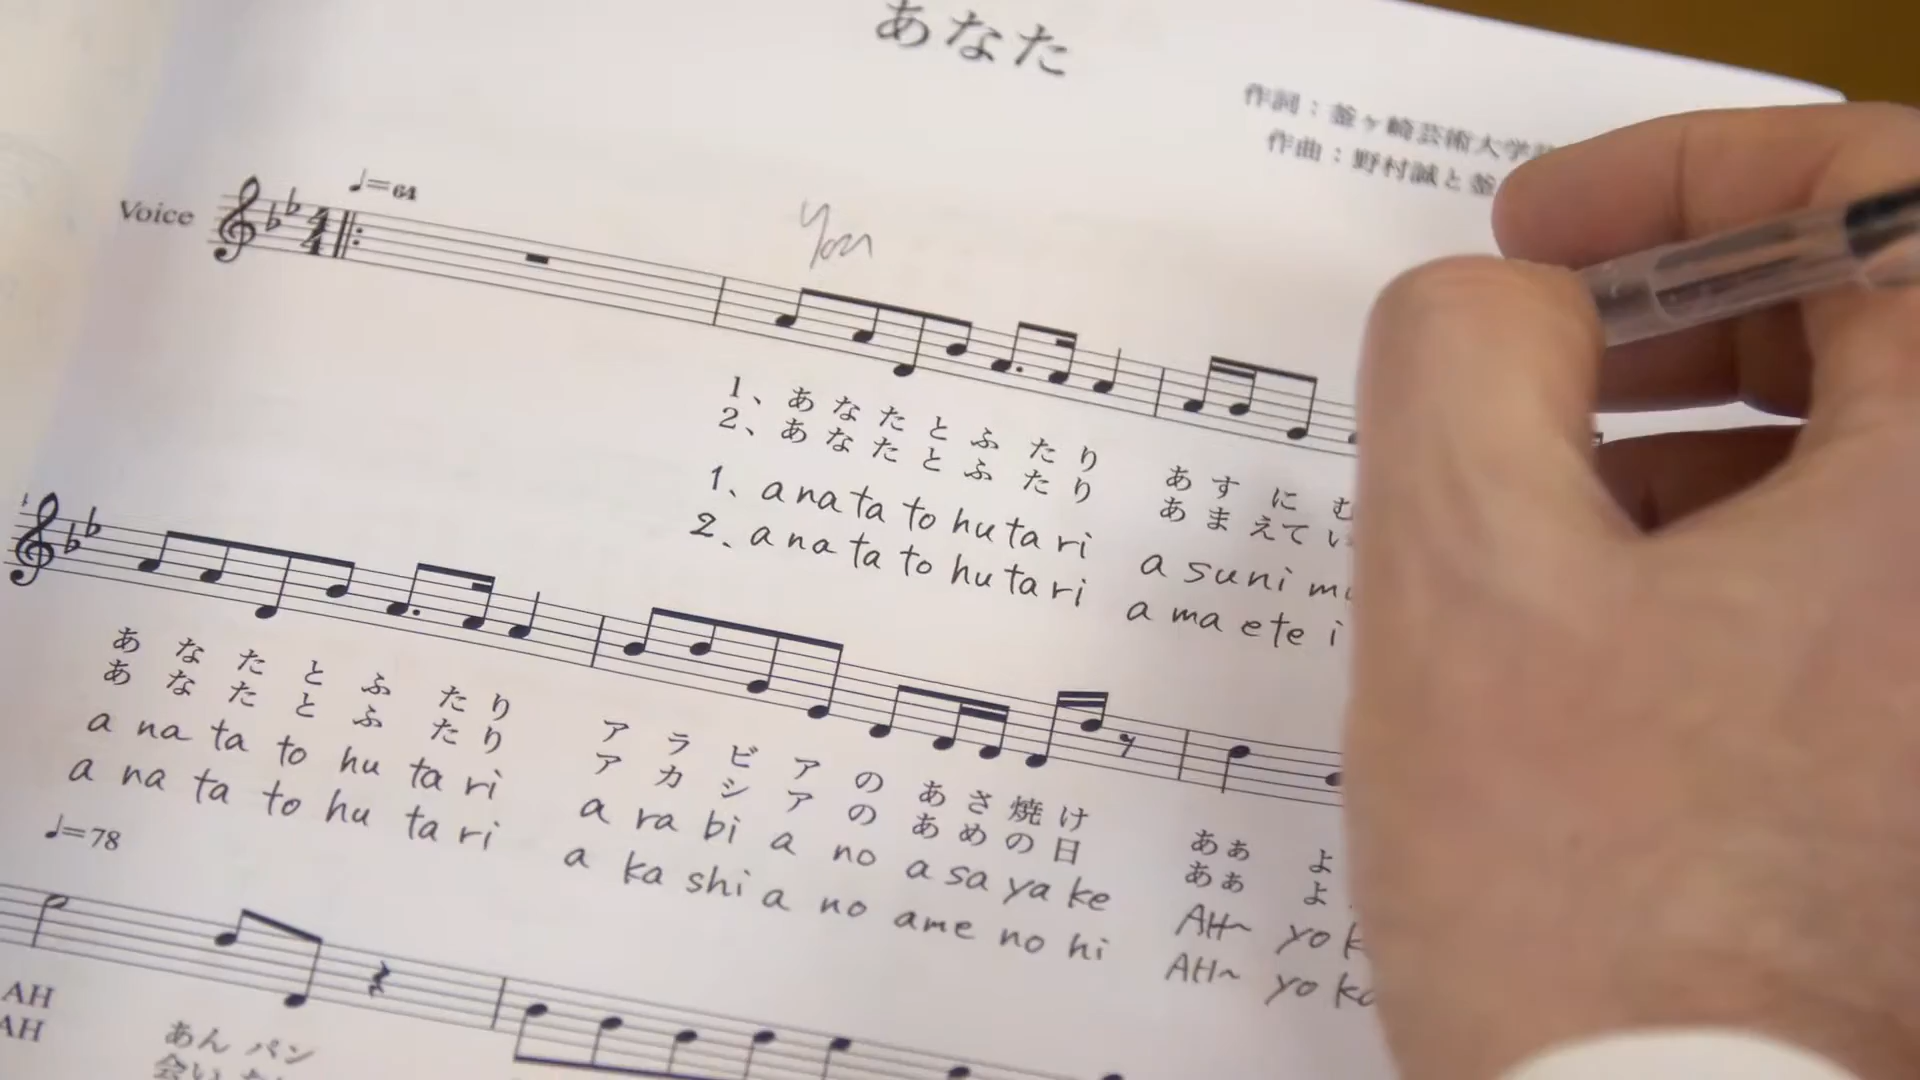 あなた
作詞：釜ヶ崎芸術大学
作曲：野村誠と釜
♩=64
You
Voice
4
4
1、あなたとふたり あすにむ
2、あなたとふたり あまえてい
1、a na ta to hu ta ri a su ni mu
2、a na ta to hu ta ri a ma e te i
あなたとふたり アラビアのあさ焼け ああ よ
あなたとふたり アカシアのあめの日 ああ よ
a na ta to hu ta ri a ra bi a no a sa ya ke AH~ yo k
a na ta to hu ta ri a ka shi a no ame no hi AH~ yo ka
♩=78
AH あん パン
AH 会い